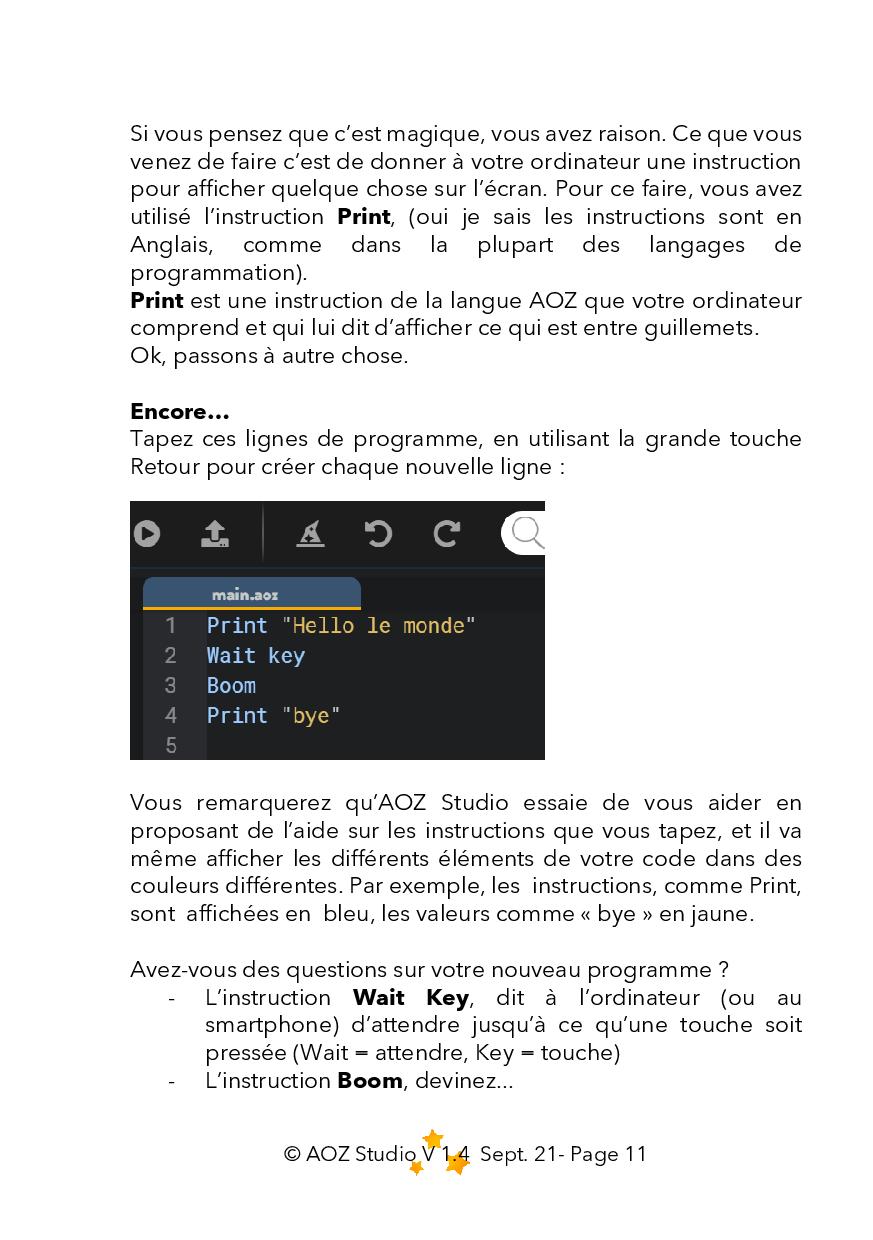 Si vous pensez que c’est magique, vous avez raison. Ce que vous
venez de faire c’est de donner à votre ordinateur une instruction
pour afficher quelque chose sur l’écran. Pour ce faire, vous avez
utilisé l’instruction Print, (oui je sais les instructions sont en
Anglais, comme dans la plupart des langages de
programmation).
Print est une instruction de la langue AOZ que votre ordinateur
comprend et qui lui dit d’afficher ce qui est entre guillemets.
Ok, passons à autre chose.
Encore…
Tapez ces lignes de programme, en utilisant la grande touche
Retour pour créer chaque nouvelle ligne :
main.aoz
1 Print "Hello le monde"
2 Wait key
3 Boom
4 Print "bye"
5
Vous remarquerez qu’AOZ Studio essaie de vous aider en
proposant de l’aide sur les instructions que vous tapez, et il va
même afficher les différents éléments de votre code dans des
couleurs différentes. Par exemple, les instructions, comme Print,
sont affichées en bleu, les valeurs comme « bye » en jaune.
Avez-vous des questions sur votre nouveau programme ?
- L’instruction Wait Key, dit à l’ordinateur (ou au
smartphone) d’attendre jusqu’à ce qu’une touche soit
pressée (Wait = attendre, Key = touche)
- L’instruction Boom, devinez...
© AOZ Studio V 1.4 Sept. 21- Page 11